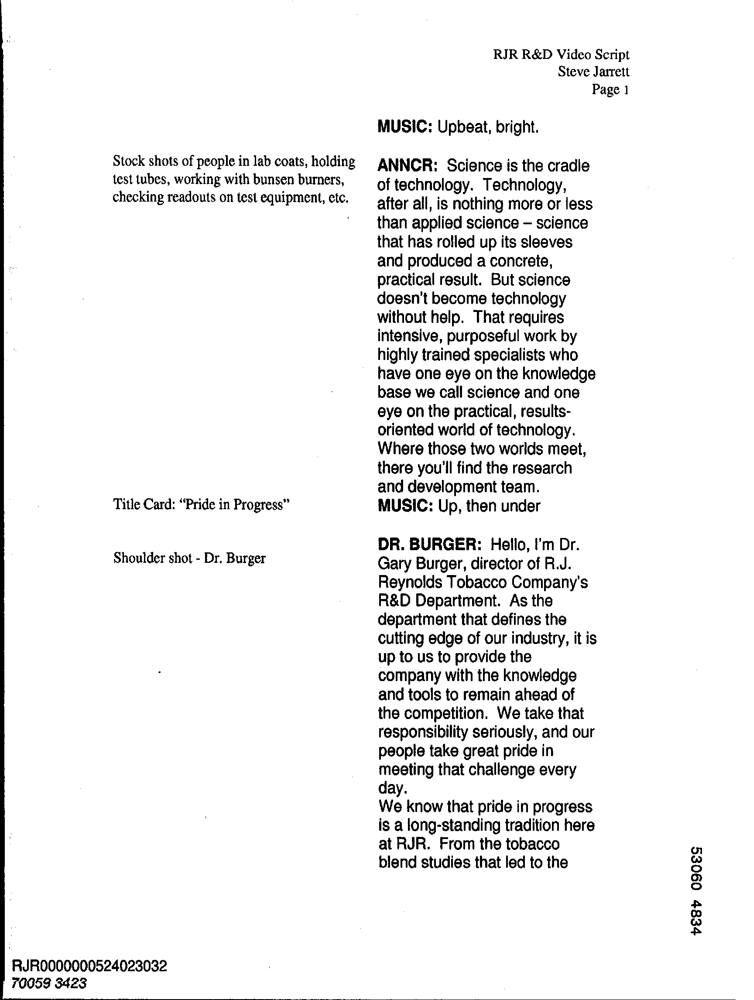 RJR R&D Video Script
Steve Jarrett
Page 1
MUSIC: Upbeat, bright.
Stock shots of people in lab coats, holding
test tubes, working with bunsen burners,
checking readouts on test equipment, etc.
ANNCR: Science is the cradle
of technology. Technology,
after all, is nothing more or less
than applied science – science
that has rolled up its sleeves
and produced a concrete,
practical result. But science
doesn't become technology
without help. That requires
intensive, purposeful work by
highly trained specialists who
have one eye on the knowledge
base we call science and one
eye on the practical, results-
oriented world of technology.
Where those two worlds meet,
there you'll find the research
and development team.
Title Card: “Pride in Progress”
MUSIC: Up, then under
Shoulder shot - Dr. Burger
DR. BURGER: Hello, I'm Dr.
Gary Burger, director of R.J.
Reynolds Tobacco Company's
R&D Department. As the
department that defines the
cutting edge of our industry, it is
up to us to provide the
company with the knowledge
and tools to remain ahead of
the competition. We take that
responsibility seriously, and our
people take great pride in
meeting that challenge every
day.
We know that pride in progress
is a long-standing tradition here
at RJR. From the tobacco
blend studies that led to the
53060 4834
RJR0000000524023032
70059 3423